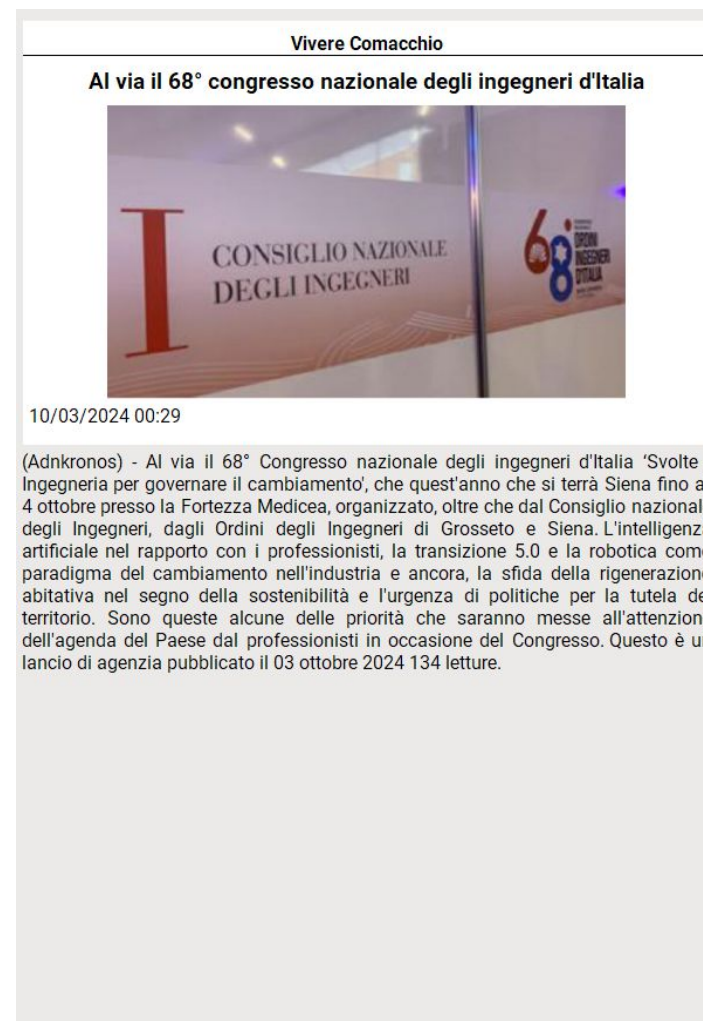 Vivere Comacchio
Al via il 68° congresso nazionale degli ingegneri d'Italia
I
CONSIGLIO NAZIONALE
DEGLI INGEGNERI
68°
ORDINI
INGEGNERI
D'ITALIA
10/03/2024 00:29
(Adnkronos) - Al via il 68° Congresso nazionale degli ingegneri d'Italia ‘Svolte
Ingegneria per governare il cambiamento', che quest'anno che si terrà Siena fino a
4 ottobre presso la Fortezza Medicea, organizzato, oltre che dal Consiglio nazional
degli Ingegneri, dagli Ordini degli Ingegneri di Grosseto e Siena. L'intelligenz
artificiale nel rapporto con i professionisti, la transizione 5.0 e la robotica com
paradigma del cambiamento nell'industria e ancora, la sfida della rigenerazion
abitativa nel segno della sostenibilità e l'urgenza di politiche per la tutela de
territorio. Sono queste alcune delle priorità che saranno messe all'attenzion
dell'agenda del Paese dal professionisti in occasione del Congresso. Questo è u
lancio di agenzia pubblicato il 03 ottobre 2024 134 letture.